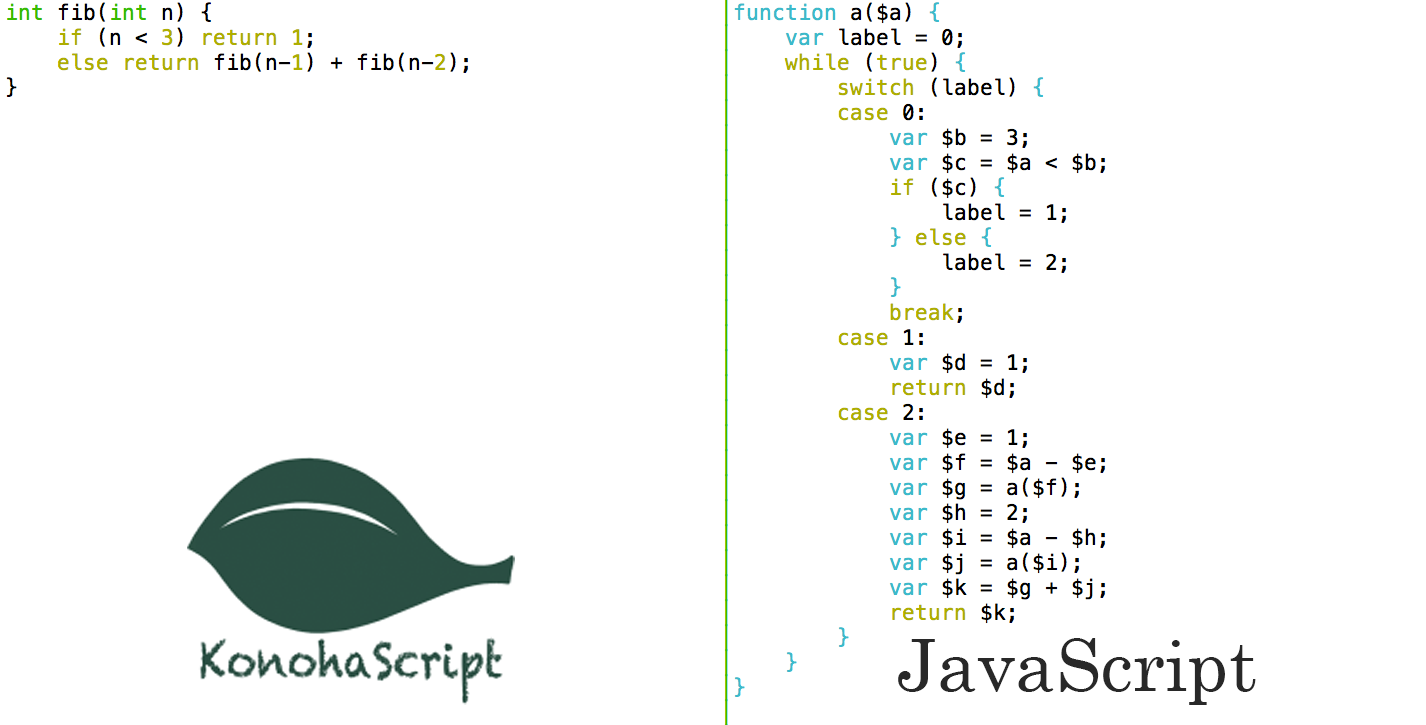 int fib(int n) {
    if (n < 3) return 1;
    else return fib(n-1) + fib(n-2);
}
KonohaScript
function a($a) {
    var label = 0;
    while (true) {
        switch (label) {
        case 0:
            var $b = 3;
            var $c = $a < $b;
            if ($c) {
                label = 1;
            } else {
                label = 2;
            }
            break;
        case 1:
            var $d = 1;
            return $d;
        case 2:
            var $e = 1;
            var $f = $a - $e;
            var $g = a($f);
            var $h = 2;
            var $i = $a - $h;
            var $j = a($i);
            var $k = $g + $j;
            return $k;
        }
    }
}
JavaScript